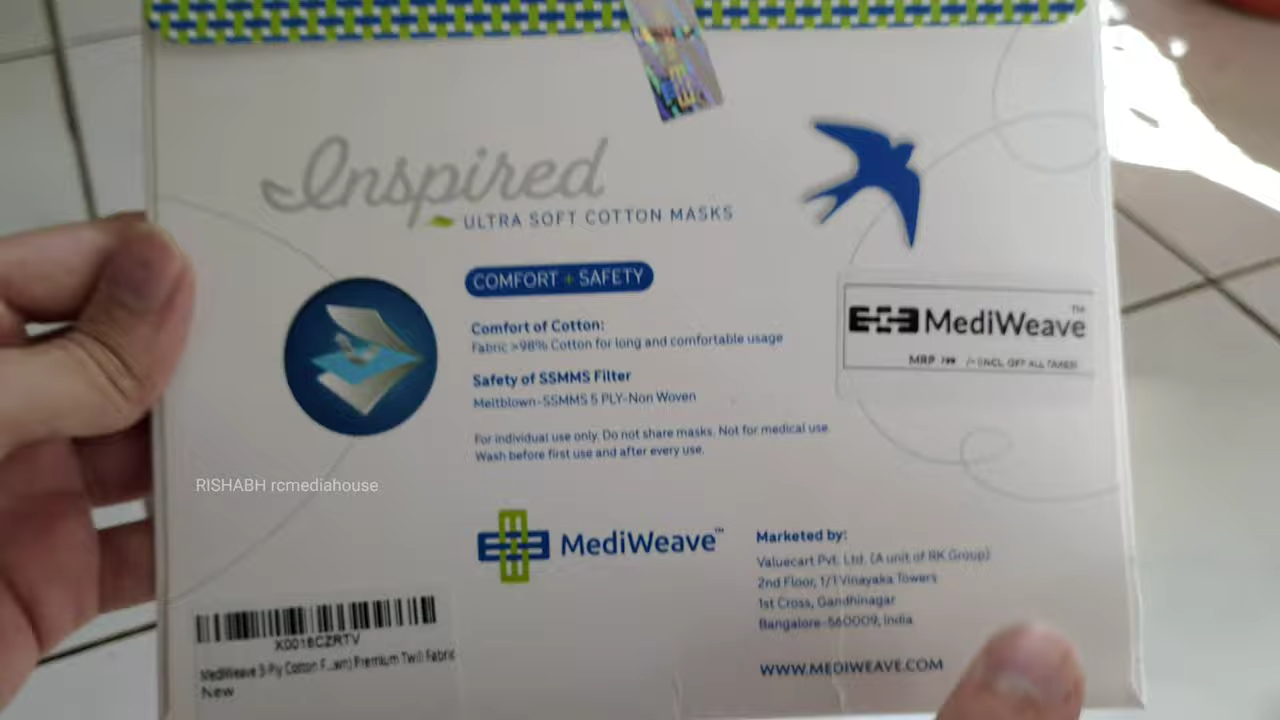 Inspired
ULTRA SOFT COTTON MASKS
COMFORT + SAFETY
Comfort of Cotton:
Fabric >98% Cotton for long and comfortable usage
Safety of SSMMS Filter
Meltblown-SSMMS 5 PLY-Non Woven
For individual use only. Do not share masks. Not for medical use.
Wash before first use and after every use.
MediWeave™
MRP /- (INCL. OFF ALL TAXES)
RISHABH rcmediahouse
MediWeave™
Marketed by:
Valuecart Pvt. Ltd. (A unit of RK Group)
2nd Floor, 1/1 Vinayaka Towers
1st Cross, Gandhinagar
Bangalore-560009, India
WWW.MEDIWEAVE.COM
X001BCZRTV
MediWeave 3-Ply Cotton F...wn) Premium Twill Fabric
New